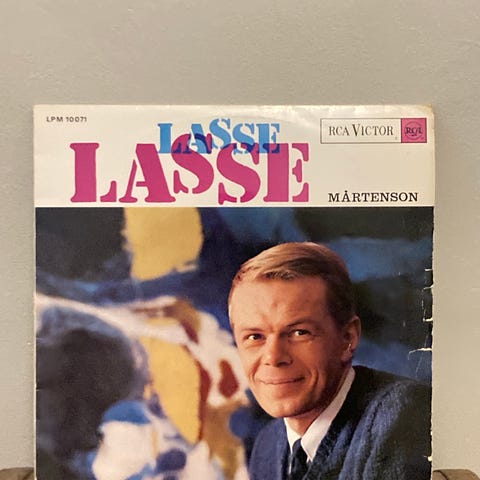 LPM 10071
LASSE
LASSE
RCA VICTOR
RCA
MÅRTENSON